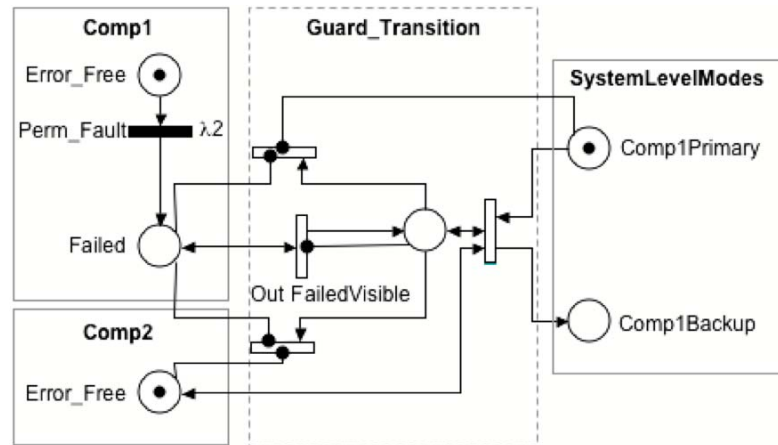 Comp1
Guard_Transition
Error_Free
SystemLevelModes
Perm_Fault λ2
Comp1Primary
Failed
Out FailedVisible
Comp2
Comp1Backup
Error_Free